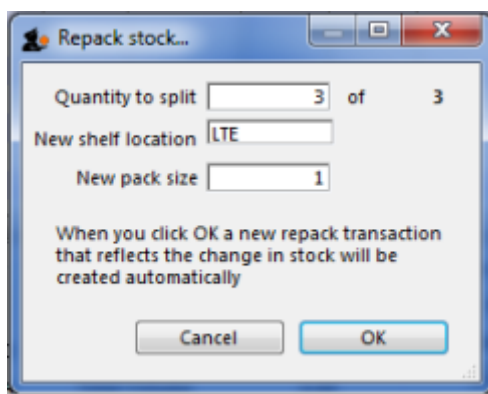 Repack stock...
Quantity to split 3 of 3
New shelf location LTE
New pack size 1
When you click OK a new repack transaction
that reflects the change in stock will be
created automatically
Cancel OK